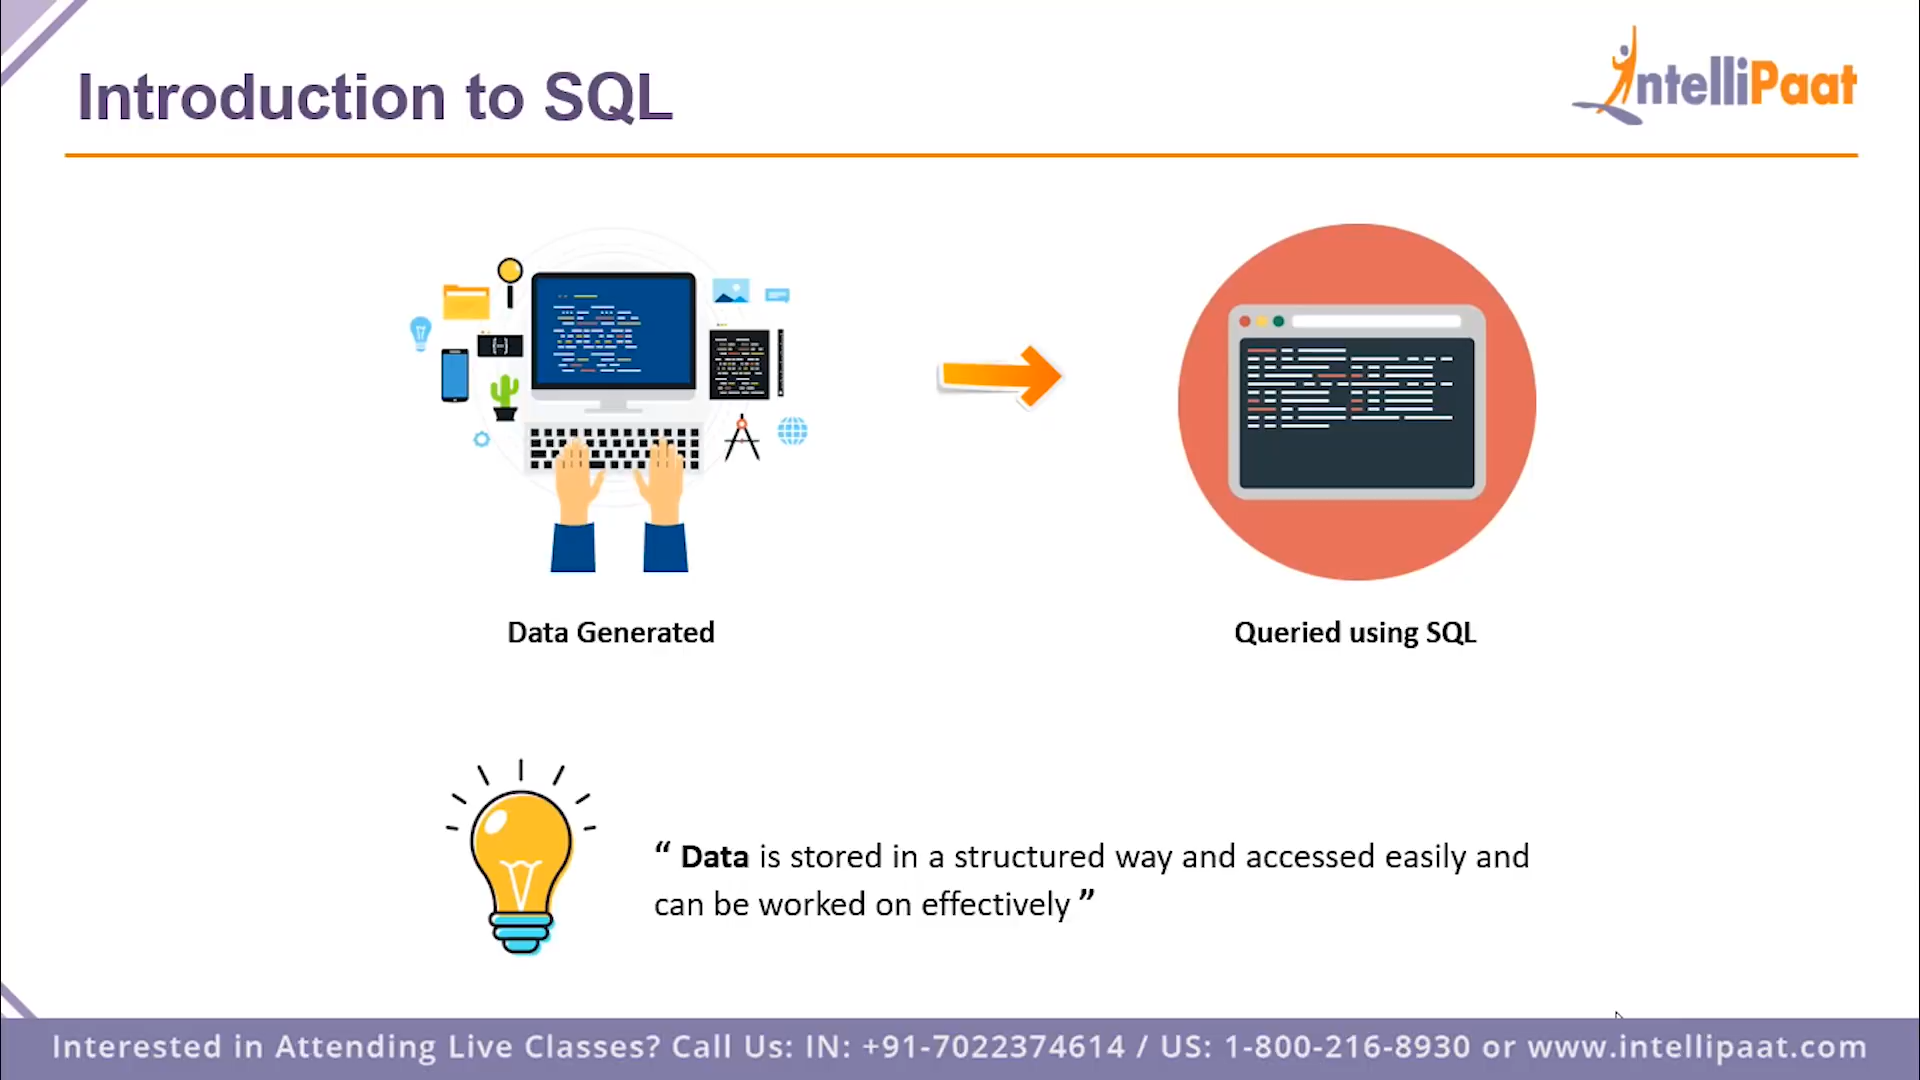 Introduction to SQL
IntelliPaat
Data Generated
Queried using SQL
“ Data is stored in a structured way and accessed easily and
can be worked on effectively ”
Interested in Attending Live Classes? Call Us: IN: +91-7022374614 / US: 1-800-216-8930 or www.intellipaat.com